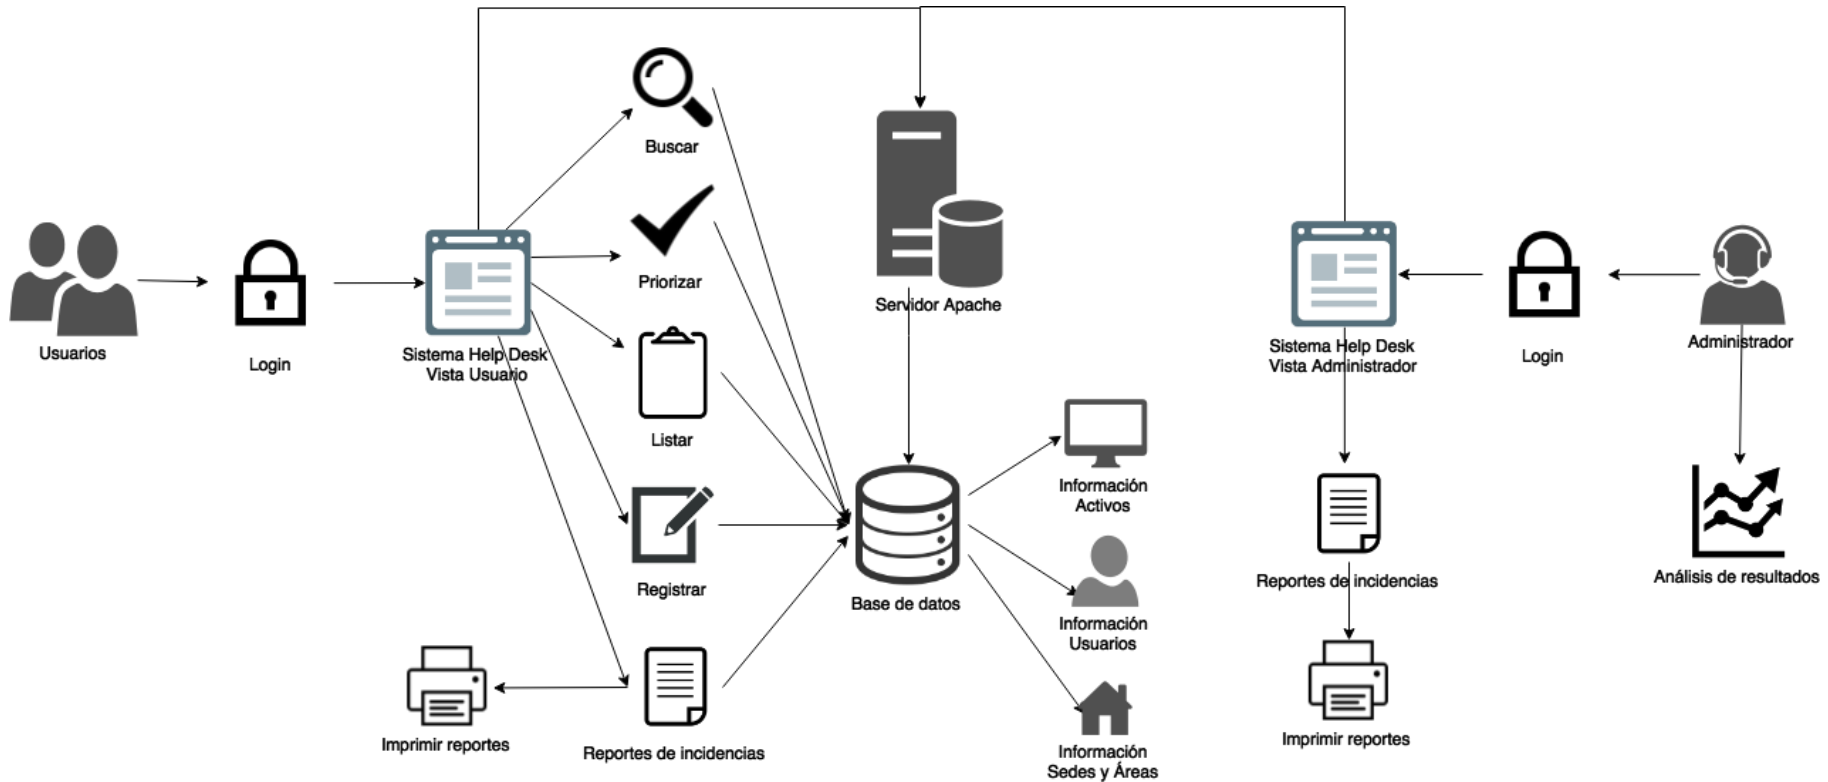 Buscar
Priorizar
Servidor Apache
Usuarios
Login
Sistema Help Desk
Vista Usuario
Listar
Sistema Help Desk
Vista Administrador
Login
Administrador
Información
Activos
Registrar
Base de datos
Reportes de incidencias
Análisis de resultados
Información
Usuarios
Imprimir reportes
Reportes de incidencias
Información
Sedes y Áreas
Imprimir reportes